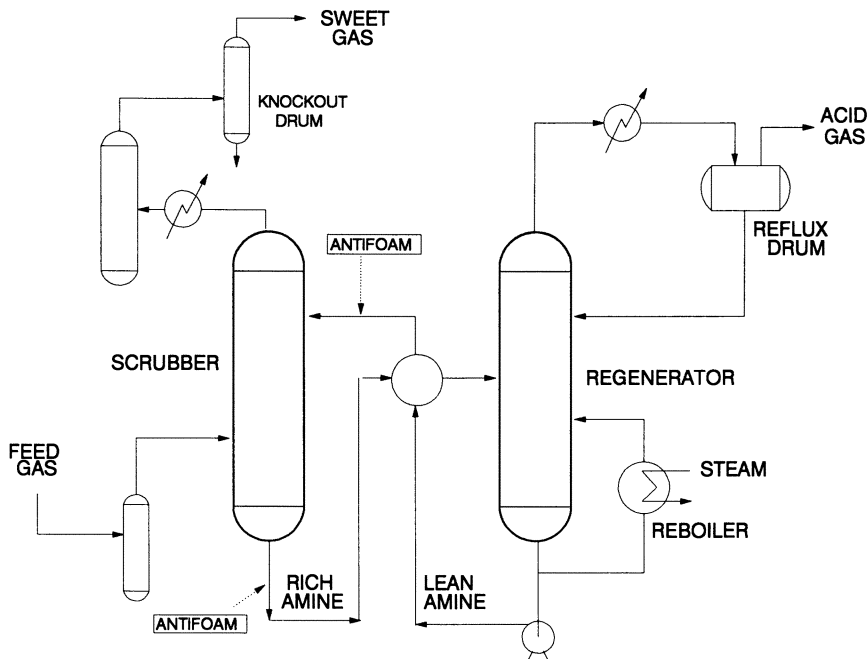 SWEET
GAS
KNOCKOUT
DRUM
ACID
GAS
REFLUX
DRUM
ANTIFOAM
SCRUBBER
REGENERATOR
FEED
GAS
STEAM
REBOILER
RICH
AMINE
LEAN
AMINE
ANTIFOAM